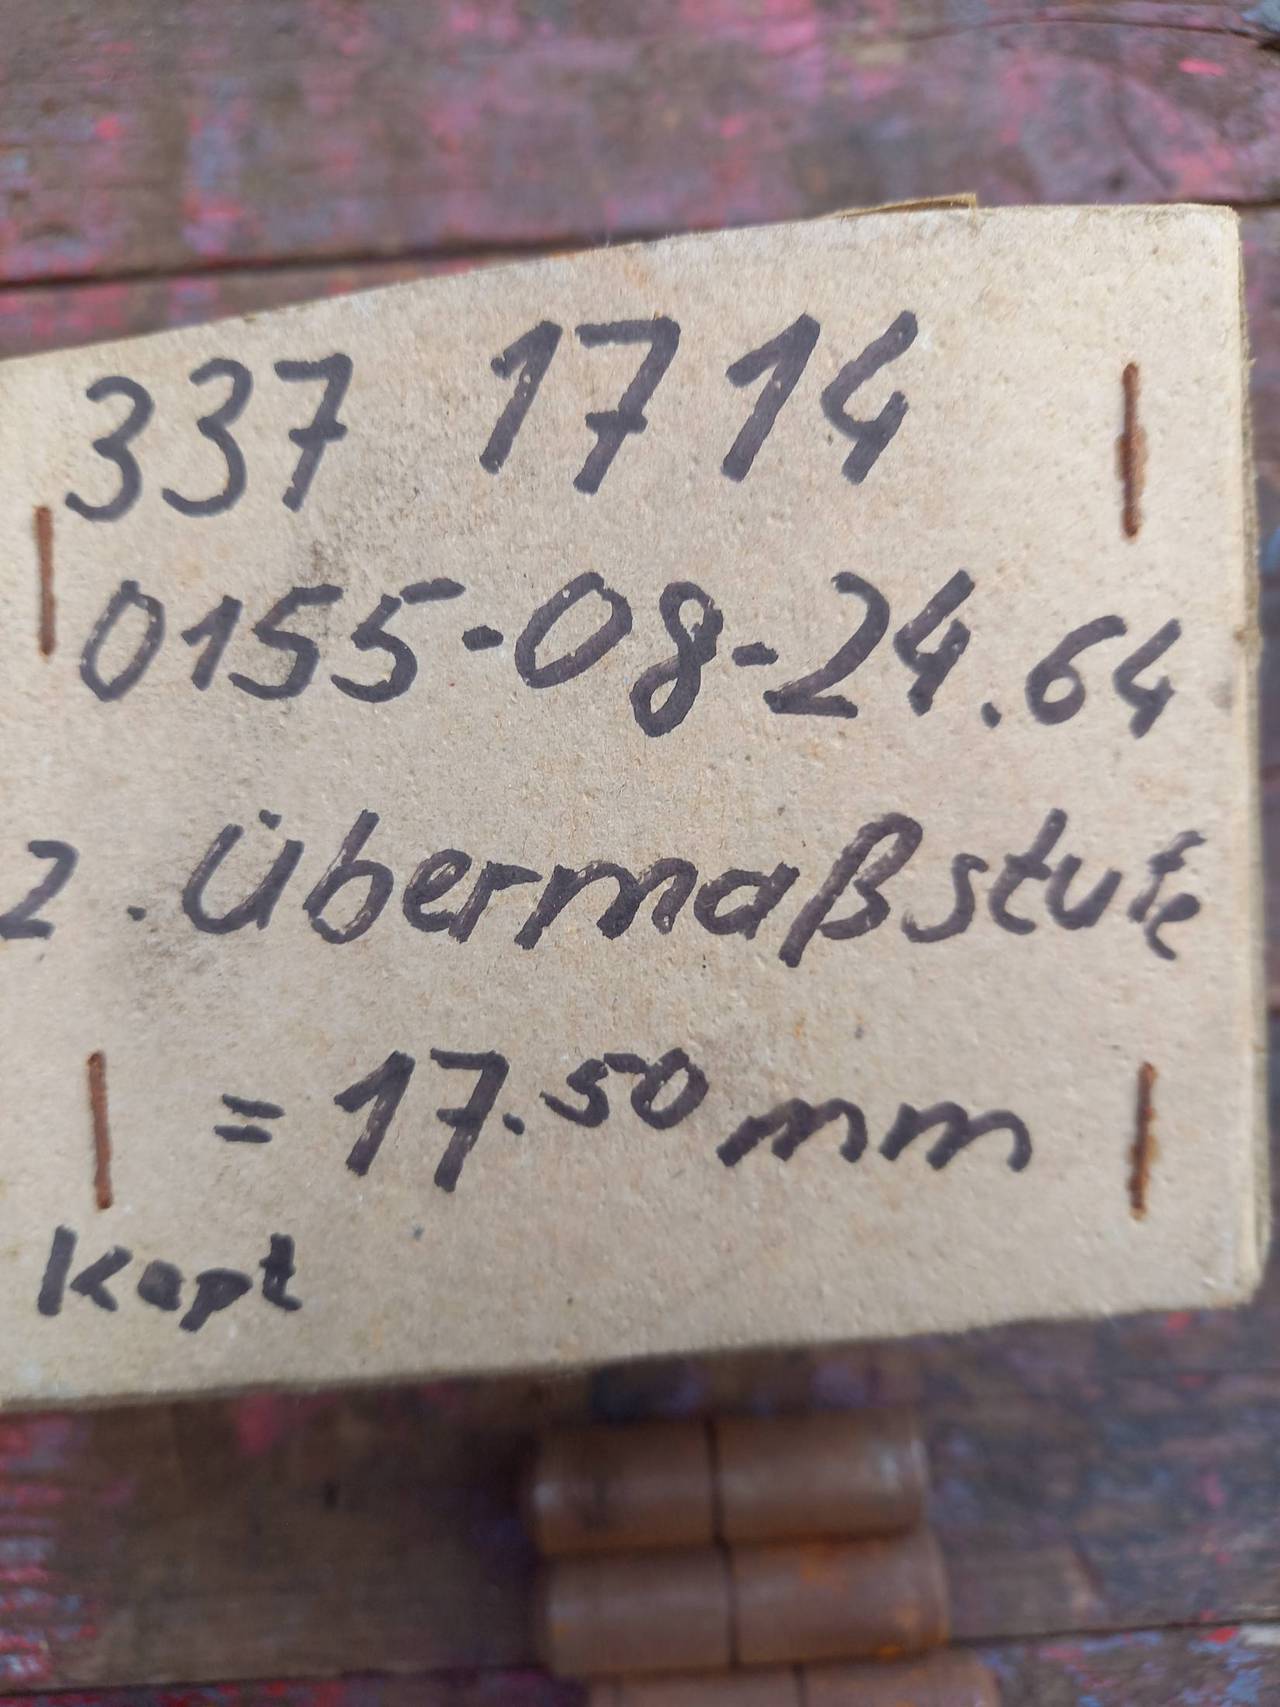 337 1714
0155-08-24.64
2. Übermaßstufe
= 17.50 mm
Kapt